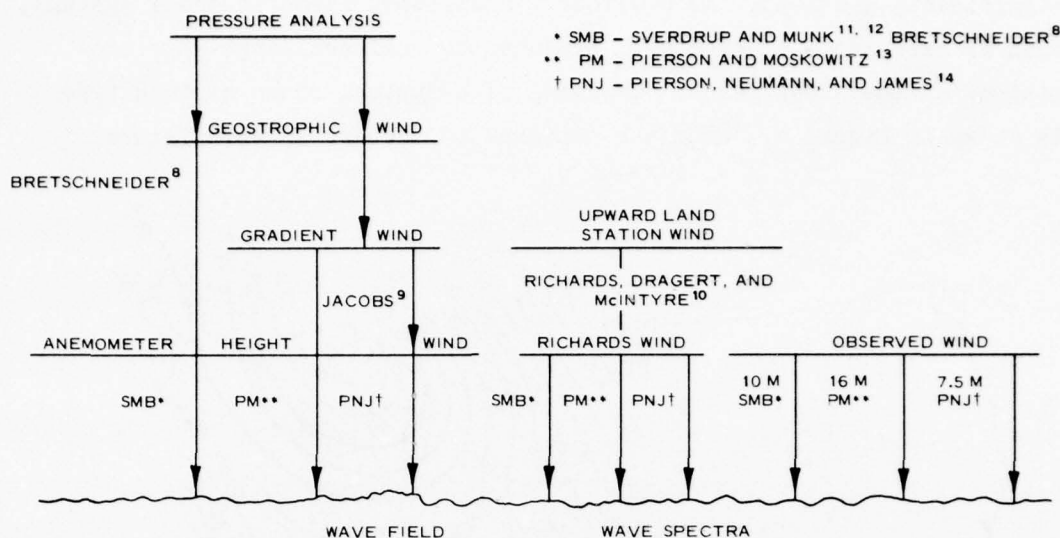 PRESSURE ANALYSIS
* SMB – SVERDRUP AND MUNK 11, 12 BRETSCHNEIDER 8
** PM – PIERSON AND MOSKOWITZ 13
† PNJ – PIERSON, NEUMANN, AND JAMES 14
GEOSTROPHIC WIND
BRETSCHNEIDER 8
GRADIENT WIND
UPWARD LAND
STATION WIND
JACOBS 9
RICHARDS, DRAGERT, AND
McINTYRE 10
ANEMOMETER HEIGHT WIND
RICHARDS WIND
OBSERVED WIND
SMB* PM** PNJ†
SMB* PM** PNJ†
10 M 16 M 7.5 M
SMB* PM** PNJ†
WAVE FIELD
WAVE SPECTRA